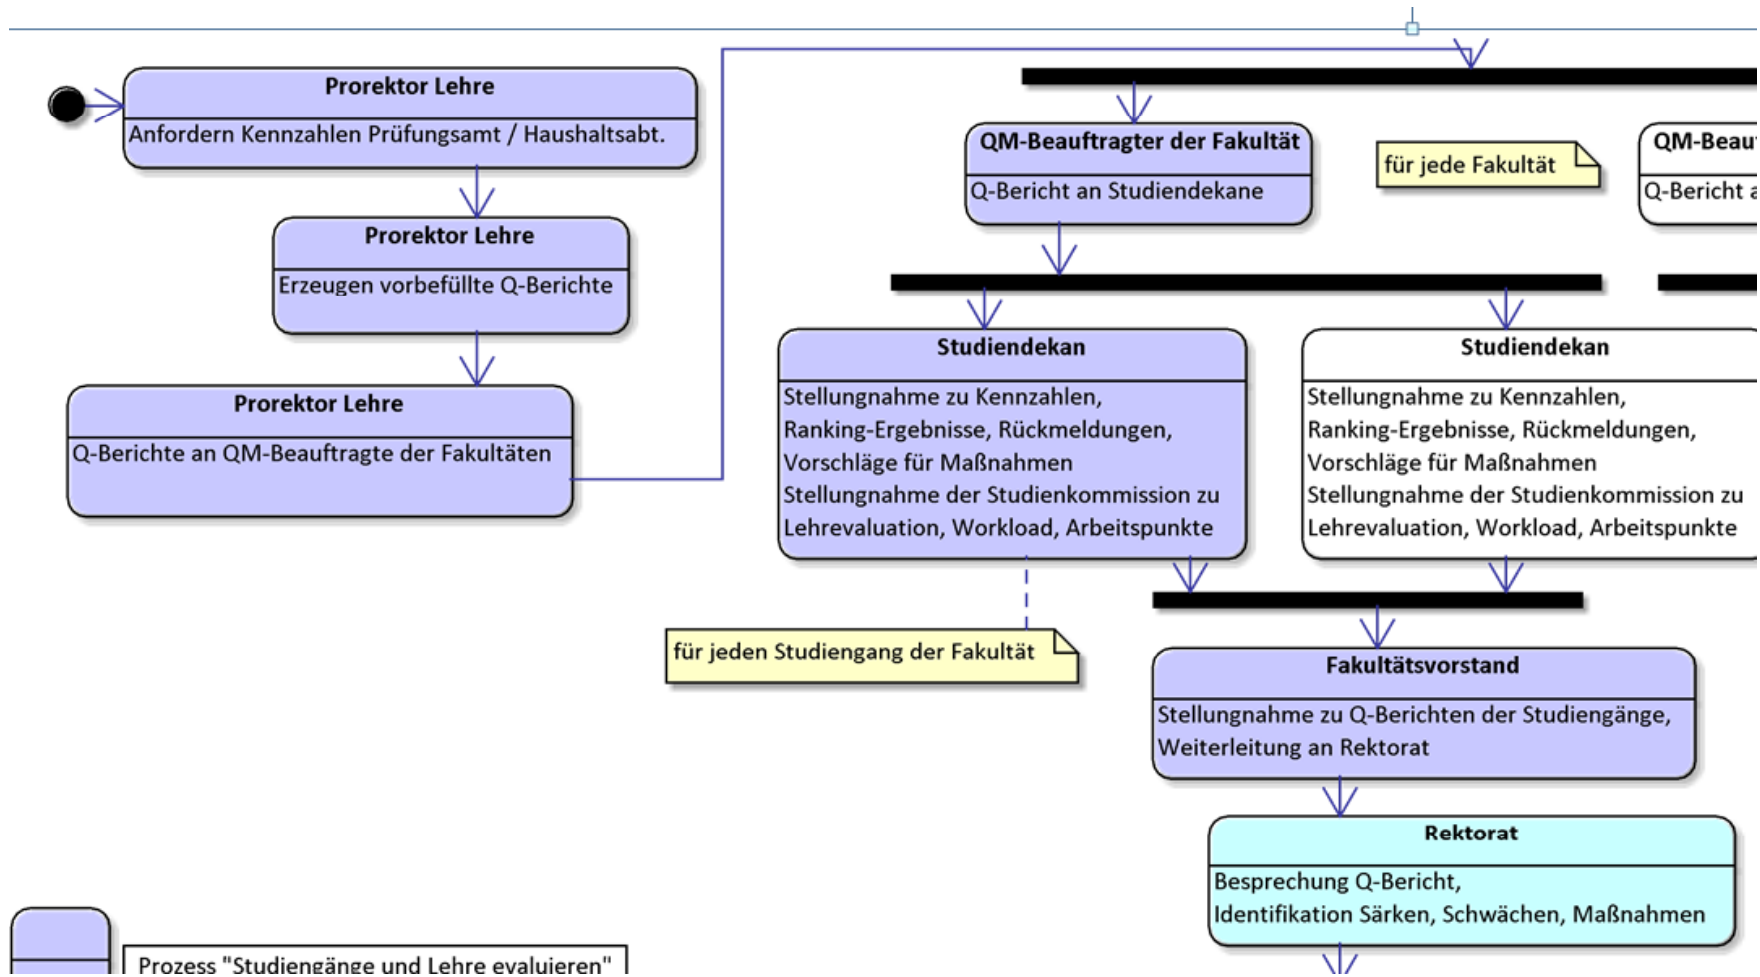 Prorektor Lehre
Anfordern Kennzahlen Prüfungsamt / Haushaltsabt.
Prorektor Lehre
Erzeugen vorbefüllte Q-Berichte
Prorektor Lehre
Q-Berichte an QM-Beauftragte der Fakultäten
QM-Beauftragter der Fakultät
Q-Bericht an Studiendekane
für jede Fakultät
Q-Bericht
Studiendekan
Stellungnahme zu Kennzahlen,
Ranking-Ergebnisse, Rückmeldungen,
Vorschläge für Maßnahmen
Stellungnahme der Studienkommission zu
Lehrevaluation, Workload, Arbeitspunkte
Studiendekan
Stellungnahme zu Kennzahlen,
Ranking-Ergebnisse, Rückmeldungen,
Vorschläge für Maßnahmen
Stellungnahme der Studienkommission zu
Lehrevaluation, Workload, Arbeitspunkte
für jeden Studiengang der Fakultät
Fakultätsvorstand
Stellungnahme zu Q-Berichten der Studiengänge,
Weiterleitung an Rektorat
Rektorat
Besprechung Q-Bericht,
Identifikation Särken, Schwächen, Maßnahmen
Prozess "Studiengänge und Lehre evaluieren"